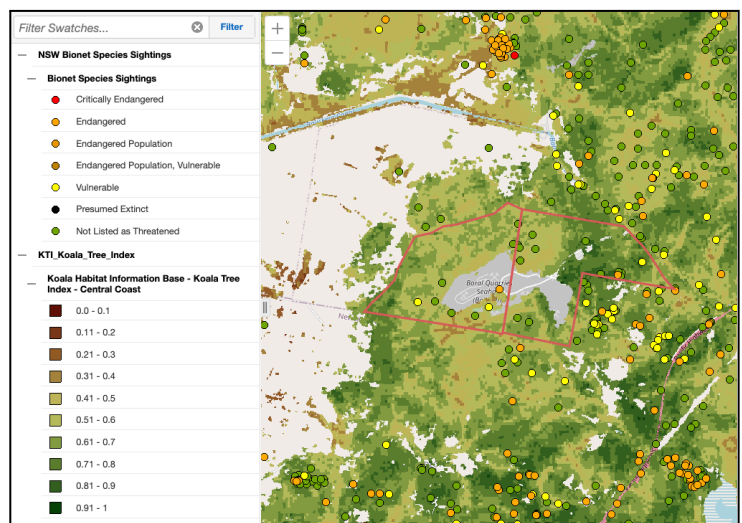 Filter Swatches...
Filter
NSW Bionet Species Sightings
Bionet Species Sightings
Critically Endangered
Endangered
Endangered Population
Endangered Population, Vulnerable
Vulnerable
Presumed Extinct
Not Listed as Threatened
KTI_Koala_Tree_Index
Koala Habitat Information Base - Koala Tree
Index - Central Coast
0.0 - 0.1
0.11 - 0.2
0.21 - 0.3
0.31 - 0.4
0.41 - 0.5
0.51 - 0.6
0.61 - 0.7
0.71 - 0.8
0.81 - 0.9
0.91 - 1
+
−
Boral Quarries